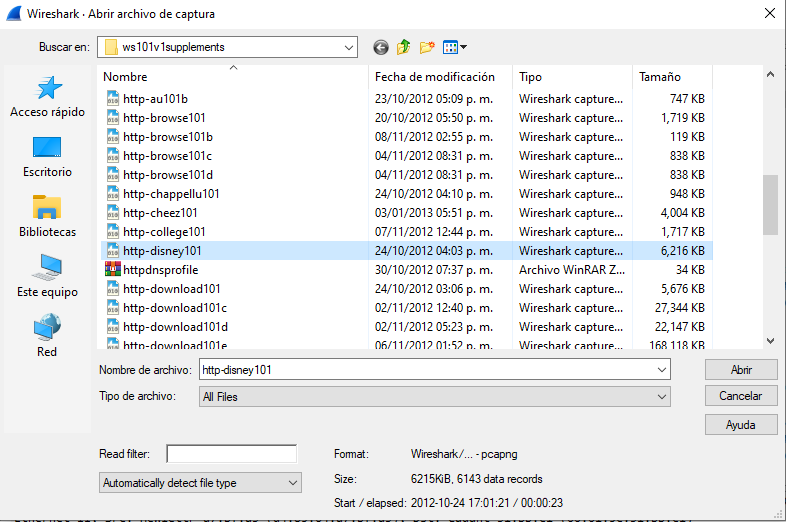 Wireshark · Abrir archivo de captura
Buscar en: ws101v1supplements
Nombre Fecha de modificación Tipo Tamaño
http-au101b 23/10/2012 05:09 p. m. Wireshark capture... 747 KB
http-browse101 20/10/2012 05:50 p. m. Wireshark capture... 1,719 KB
http-browse101b 08/11/2012 02:55 p. m. Wireshark capture... 119 KB
http-browse101c 04/11/2012 08:31 p. m. Wireshark capture... 838 KB
http-browse101d 04/11/2012 08:31 p. m. Wireshark capture... 838 KB
http-chappellu101 24/10/2012 04:10 p. m. Wireshark capture... 948 KB
http-cheez101 03/01/2013 05:51 p. m. Wireshark capture... 4,004 KB
http-college101 07/11/2012 12:44 p. m. Wireshark capture... 1,717 KB
http-disney101 24/10/2012 04:03 p. m. Wireshark capture... 6,216 KB
httpdnsprofile 30/10/2012 07:37 p. m. Archivo WinRAR Z... 34 KB
http-download101 24/10/2012 03:06 p. m. Wireshark capture... 5,676 KB
http-download101c 02/11/2012 12:40 p. m. Wireshark capture... 27,344 KB
http-download101d 02/11/2012 05:23 p. m. Wireshark capture... 22,147 KB
http-download101e 06/11/2012 01:52 p. m. Wireshark capture... 168,118 KB
Acceso rápido
Escritorio
Bibliotecas
Este equipo
Red
Nombre de archivo: http-disney101 Abrir
Tipo de archivo: All Files Cancelar
Ayuda
Read filter: Format: Wireshark/... - pcapng
Automatically detect file type Size: 6215KiB, 6143 data records
Start / elapsed: 2012-10-24 17:01:21 / 00:00:23